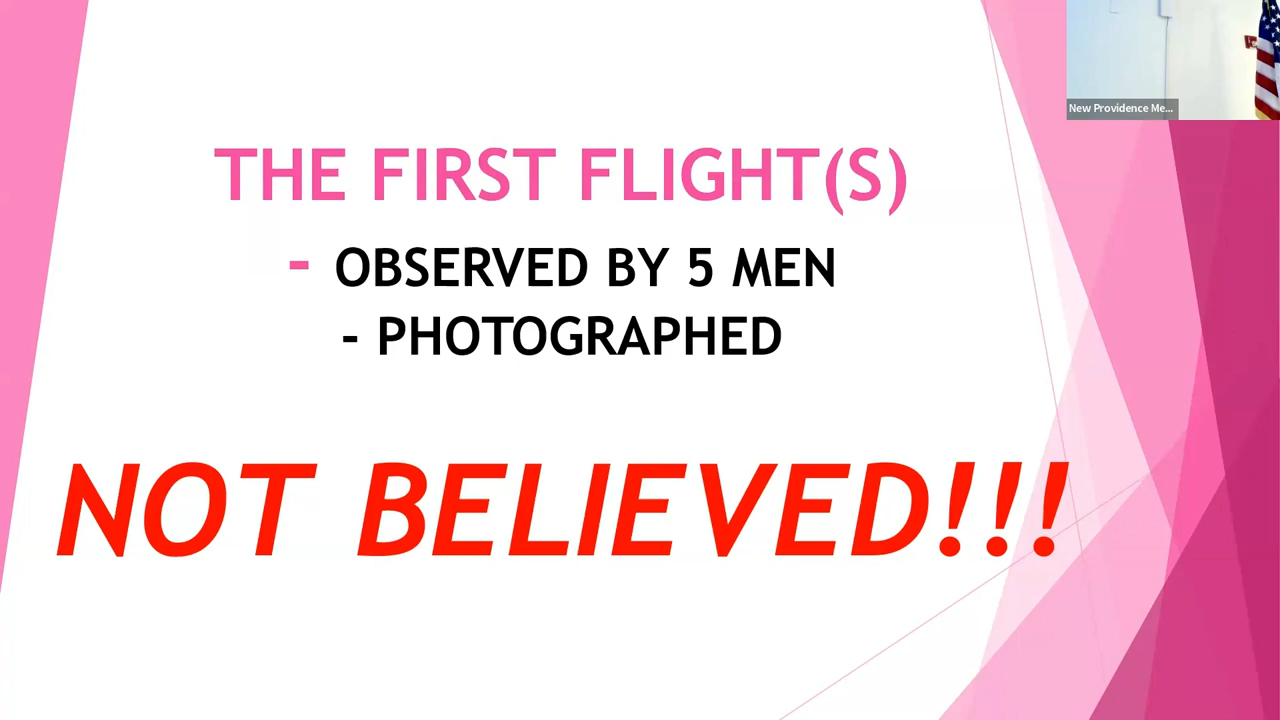 THE FIRST FLIGHT(S)
- OBSERVED BY 5 MEN
- PHOTOGRAPHED
NOT BELIEVED!!!
New Providence Me...